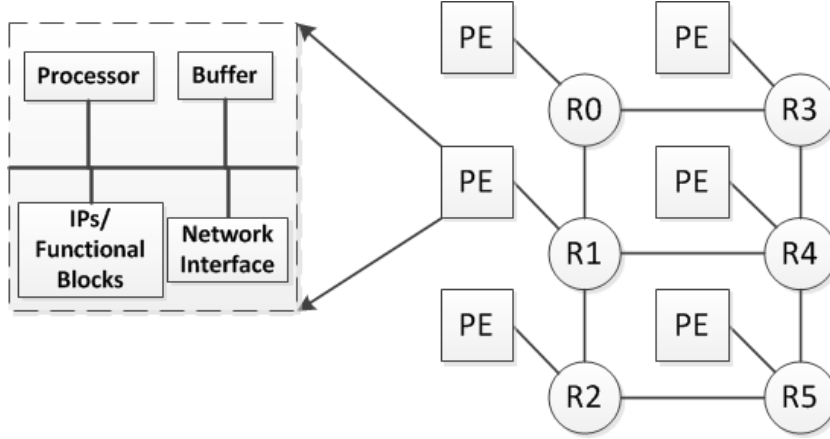 Processor
Buffer
IPs/
Functional
Blocks
Network
Interface
PE
PE
R0
R3
PE
PE
R1
R4
PE
PE
R2
R5